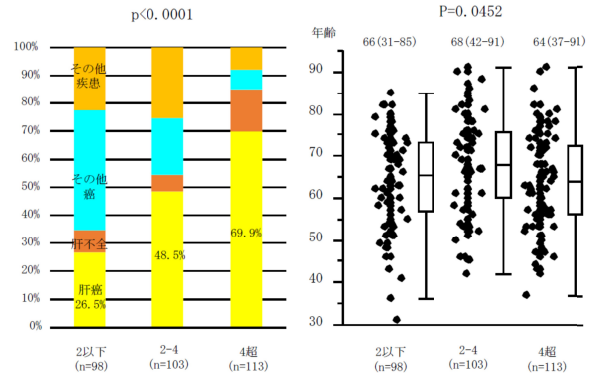 p<0.0001
100%
90%
80%
70%
60%
50%
40%
30%
20%
10%
0%
その他
疾患
その他
癌
肝不全
肝癌
26.5%
48.5%
69.9%
2以下
(n=98)
2-4
(n=103)
4超
(n=113)
P=0.0452
年齢
66(31-85)
68(42-91)
64(37-91)
90
80
70
60
50
40
30
2以下
(n=98)
2-4
(n=103)
4超
(n=113)